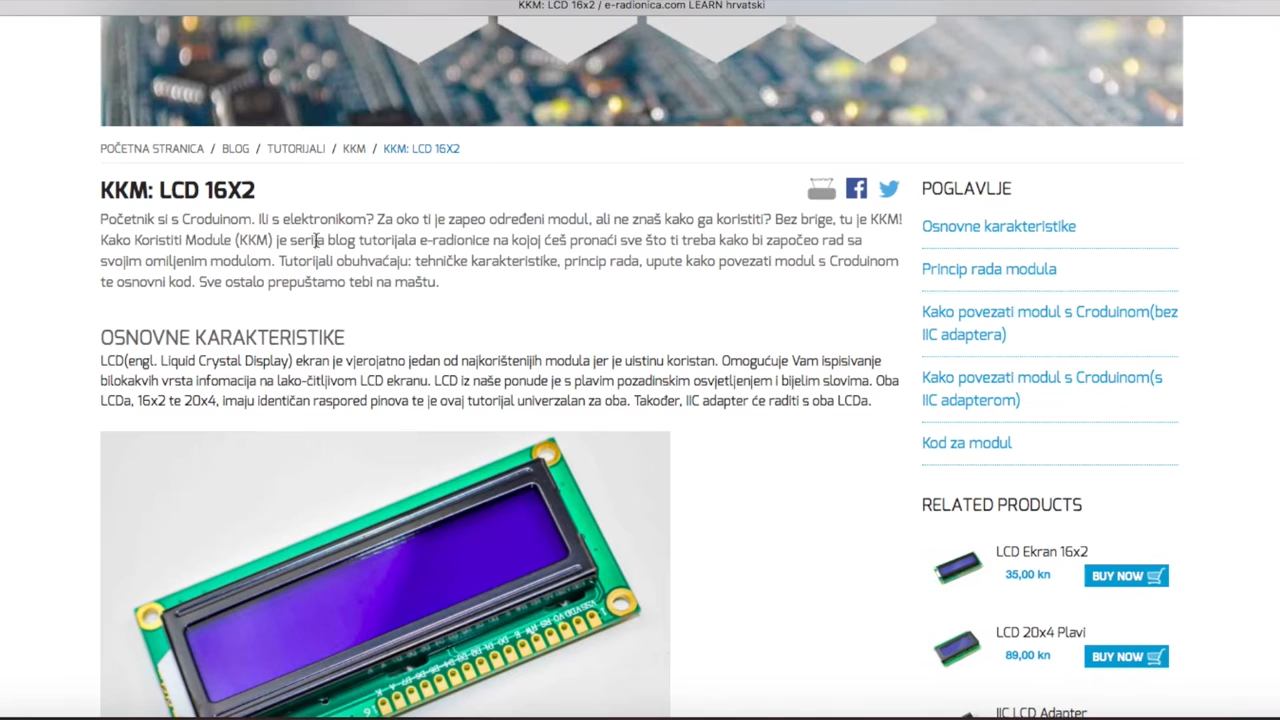 KKM: LCD 16x2 / e-radionica.com LEARN hrvatski
POČETNA STRANICA / BLOG / TUTORIJALI / KKM / KKM: LCD 16X2
KKM: LCD 16X2
Početnik si s Croduinom. Ili s elektronikom? Za oko ti je zapeo određeni modul, ali ne znaš kako ga koristiti? Bez brige, tu je KKM!
Kako Koristiti Module (KKM) je serija blog tutorijala e-radionice na kojoj ćeš pronaći sve što ti treba kako bi započeo rad sa
svojim omiljenim modulom. Tutorijali obuhvaćaju: tehničke karakteristike, princip rada, upute kako povezati modul s Croduinom
te osnovni kod. Sve ostalo prepuštamo tebi na maštu.
OSNOVNE KARAKTERISTIKE
LCD(engl. Liquid Crystal Display) ekran je vjerojatno jedan od najkorištenijih modula jer je uistinu koristan. Omogućuje Vam ispisivanje
bilokakvih vrsta infomacija na lako-čitljivom LCD ekranu. LCD iz naše ponude je s plavim pozadinskim osvjetljenjem i bijelim slovima. Oba
LCDa, 16x2 te 20x4, imaju identičan raspored pinova te je ovaj tutorijal univerzalan za oba. Također, IIC adapter će raditi s oba LCDa.
POGLAVLJE
Osnovne karakteristike
Princip rada modula
Kako povezati modul s Croduinom(bez
IIC adaptera)
Kako povezati modul s Croduinom(s
IIC adapterom)
Kod za modul
RELATED PRODUCTS
LCD Ekran 16x2
35,00 kn BUY NOW
LCD 20x4 Plavi
89,00 kn BUY NOW
IIC LCD Adapter